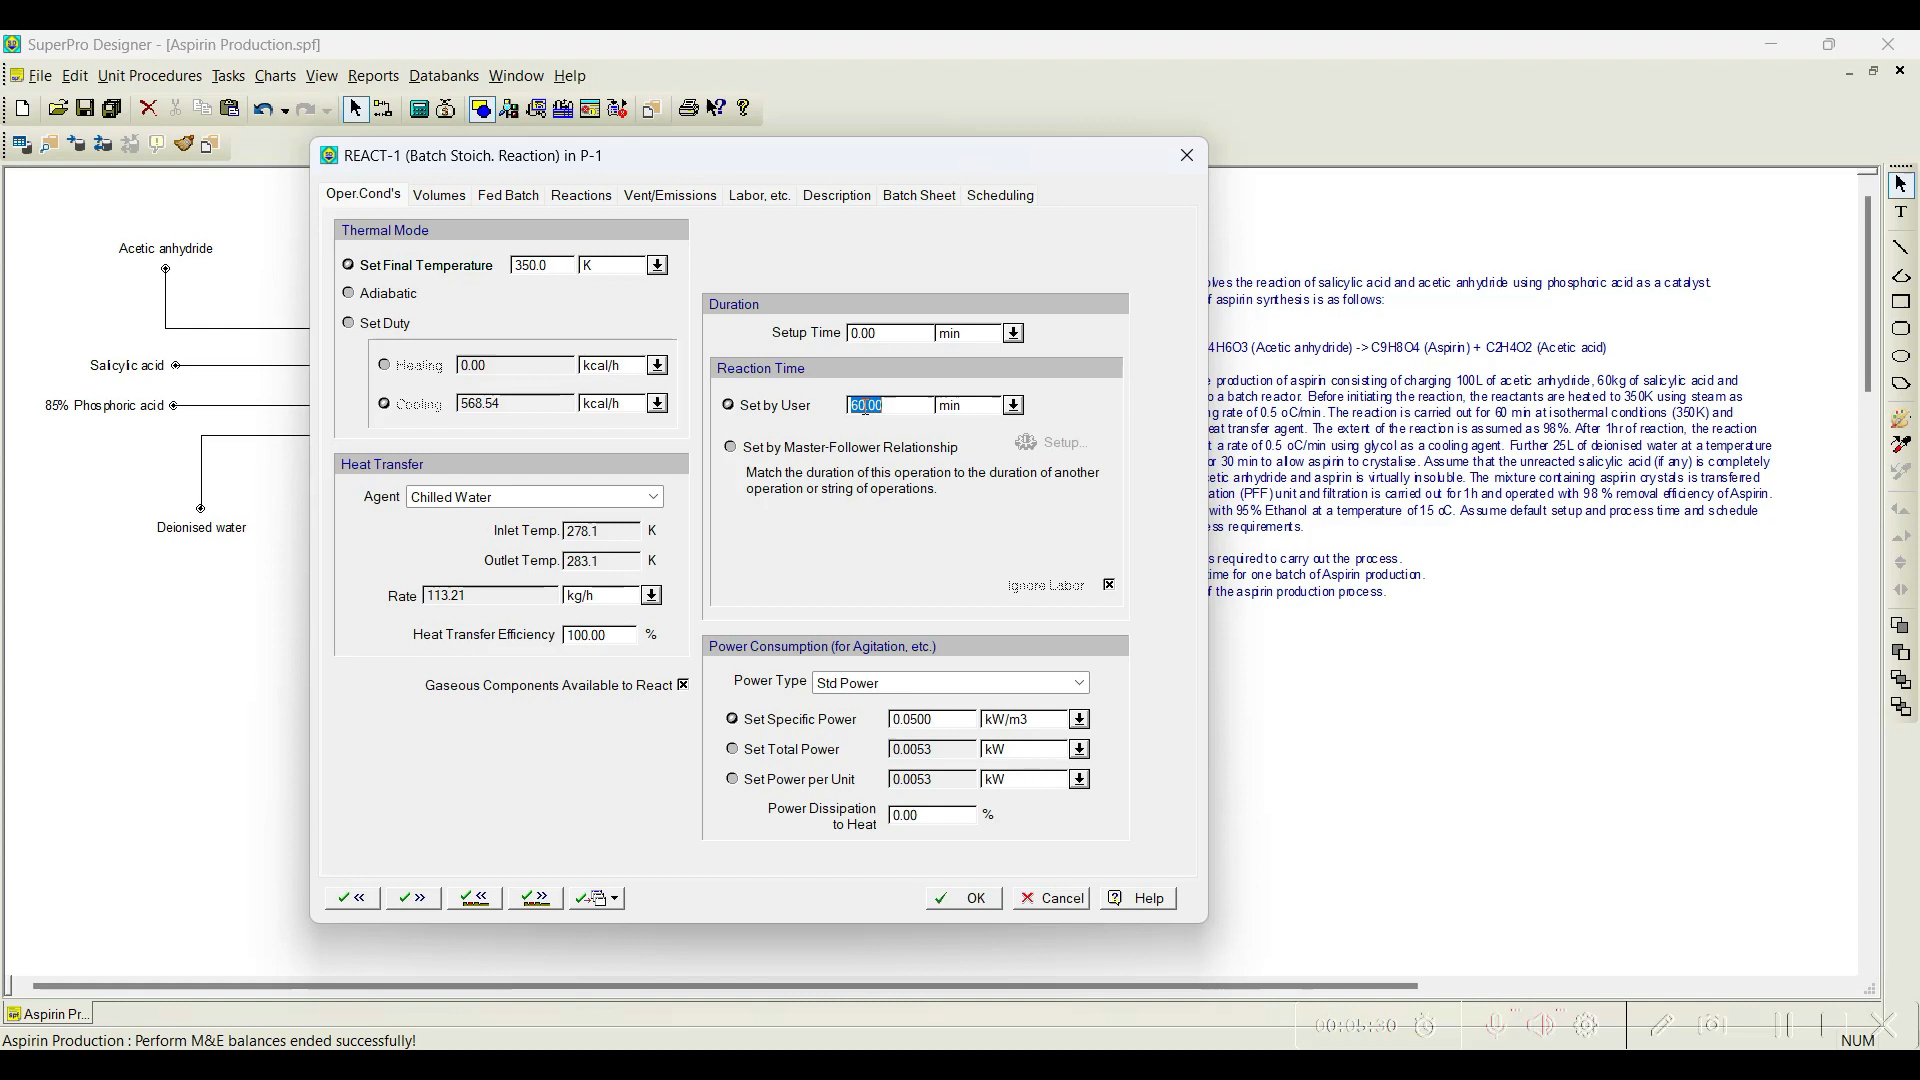 SuperPro Designer - [Aspirin Production.spf]
File Edit Unit Procedures Tasks Charts View Reports Databanks Window Help
REACT-1 (Batch Stoich. Reaction) in P-1
Oper.Cond's Volumes Fed Batch Reactions Vent/Emissions Labor, etc. Description Batch Sheet Scheduling
Thermal Mode
Set Final Temperature 350.0 K
Adiabatic
Set Duty
Heating 0.00 kcal/h
Cooling 568.54 kcal/h
Heat Transfer
Agent Chilled Water
Inlet Temp. 278.1 K
Outlet Temp. 283.1 K
Rate 113.21 kg/h
Heat Transfer Efficiency 100.00 %
Gaseous Components Available to React
Duration
Setup Time 0.00 min
Reaction Time
Set by User 60.00 min
Set by Master-Follower Relationship Setup...
Match the duration of this operation to the duration of another
operation or string of operations.
Ignore Labor
Power Consumption (for Agitation, etc.)
Power Type Std Power
Set Specific Power 0.0500 kW/m3
Set Total Power 0.0053 kW
Set Power per Unit 0.0053 kW
Power Dissipation
to Heat 0.00 %
OK Cancel Help
Acetic anhydride
Salicylic acid
85% Phosphoric acid
Deionised water
lves the reaction of salicylic acid and acetic anhydride using phosphoric acid as a catalyst.
f aspirin synthesis is as follows:
4H6O3 (Acetic anhydride) -> C9H8O4 (Aspirin) + C2H4O2 (Acetic acid)
production of aspirin consisting of charging 100L of acetic anhydride, 60kg of salicylic acid and
o a batch reactor. Before initiating the reaction, the reactants are heated to 350K using steam as
g rate of 0.5 oC/min. The reaction is carried out for 60 min at isothermal conditions (350K) and
eat transfer agent. The extent of the reaction is assumed as 98%. After 1hr of reaction, the reaction
t a rate of 0.5 oC/min using glycol as a cooling agent. Further 25L of deionised water at a temperature
or 30 min to allow aspirin to crystalise. Assume that the unreacted salicylic acid (if any) is completely
etic anhydride and aspirin is virtually insoluble. The mixture containing aspirin crystals is transferred
ation (PFF) unit and filtration is carried out for 1h and operated with 98 % removal efficiency of Aspirin.
with 95% Ethanol at a temperature of 15 oC. Assume default setup and process time and schedule
ss requirements.
s required to carry out the process.
ime for one batch of Aspirin production.
f the aspirin production process.
Aspirin Pr...
00:05:30
Aspirin Production : Perform M&E balances ended successfully!
NUM